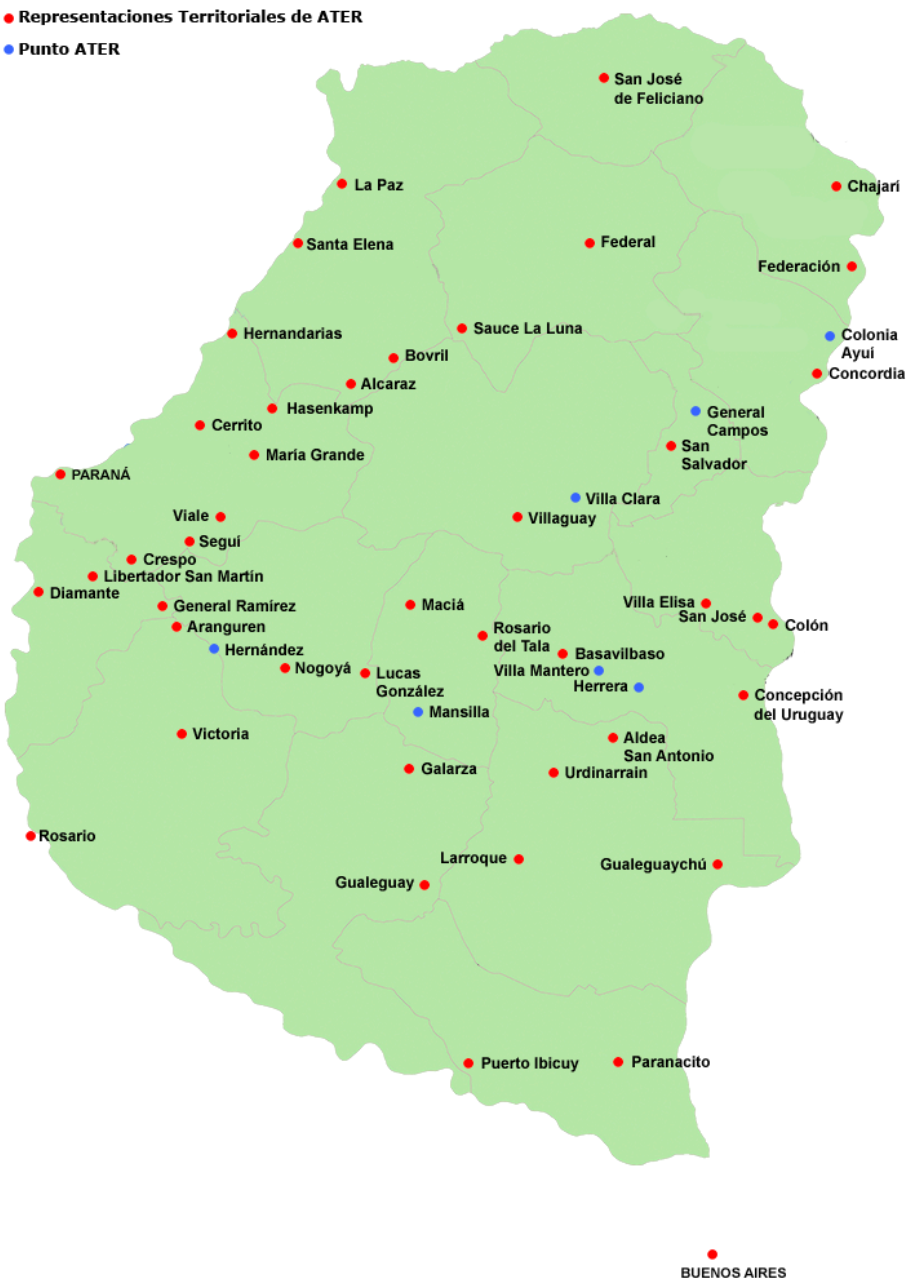 Representaciones Territoriales de ATER
Punto ATER
San José
de Feliciano
La Paz
Chajarí
Santa Elena
Federal
Federación
Sauce La Luna
Hernandarias
Colonia
Ayuí
Bovril
Concordia
Alcaraz
Hasenkamp
General
Campos
Cerrito
San
Salvador
María Grande
PARANÁ
Villa Clara
Viale
Villaguay
Seguí
Crespo
Libertador San Martín
Diamante
General Ramírez
Maciá
Villa Elisa
San José
Colón
Aranguren
Rosario
del Tala
Hernández
Basavilbaso
Nogoyá
Lucas
González
Villa Mantero
Herrera
Concepción
del Uruguay
Mansilla
Victoria
Aldea
San Antonio
Galarza
Urdinarrain
Rosario
Larroque
Gualeguaychú
Gualeguay
Puerto Ibicuy
Paranacito
BUENOS AIRES